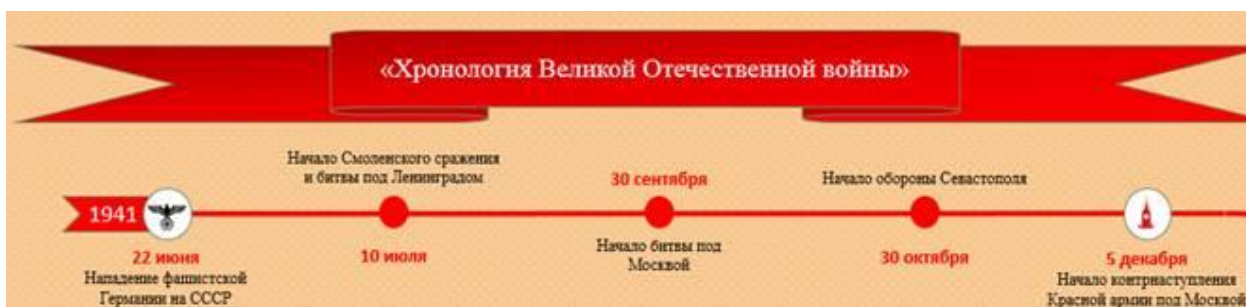 «Хронология Великой Отечественной войны»
1941
22 июня
Нападение фашистской
Германии на СССР
Начало Смоленского сражения
и битвы под Ленинградом
10 июля
30 сентября
Начало битвы под
Москвой
Начало обороны Севастополя
30 октября
5 декабря
Начало контрнаступления
Красной армии под Москвой